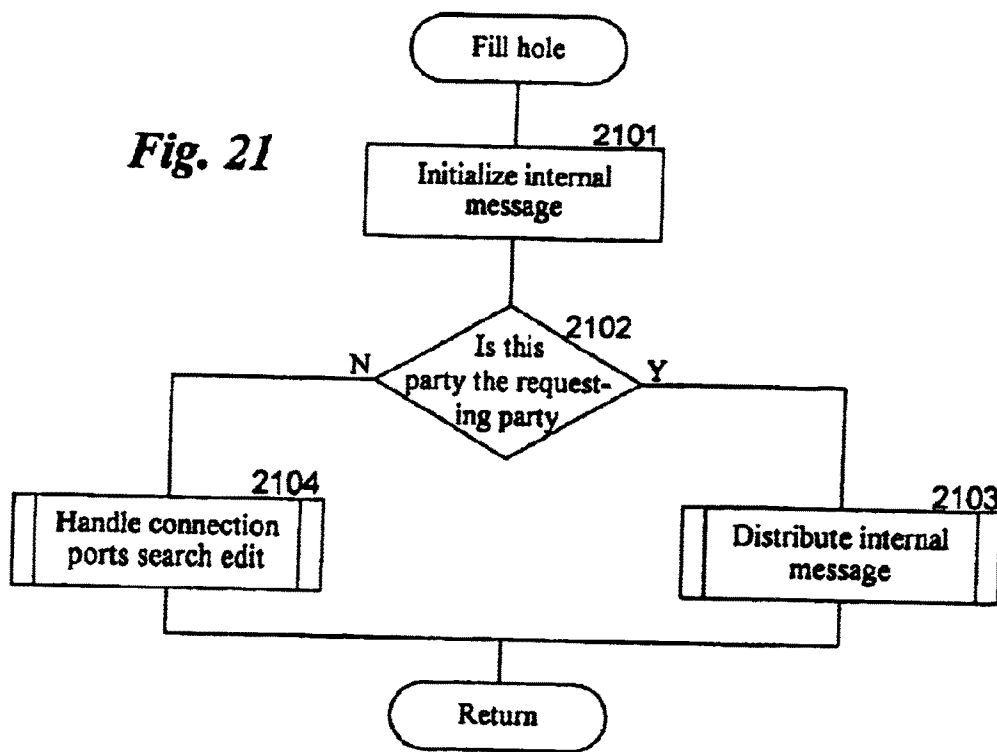 Fill hole
Fig. 21
2101
Initialize internal
message
2102
N
Is this
party the request-
ing party
Y
2104
Handle connection
ports search edit
2103
Distribute internal
message
Return